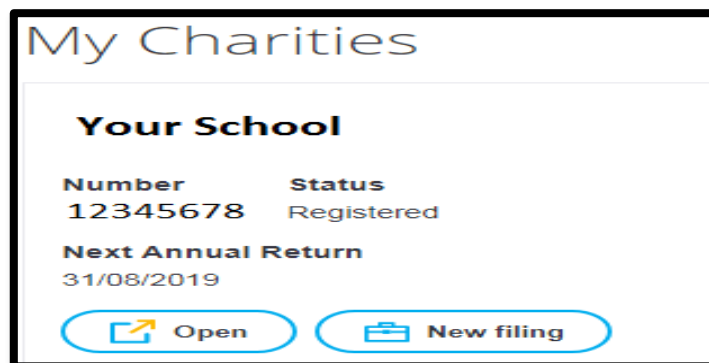 My Charities
Your School
Number Status
12345678 Registered
Next Annual Return
31/08/2019
Open New filing